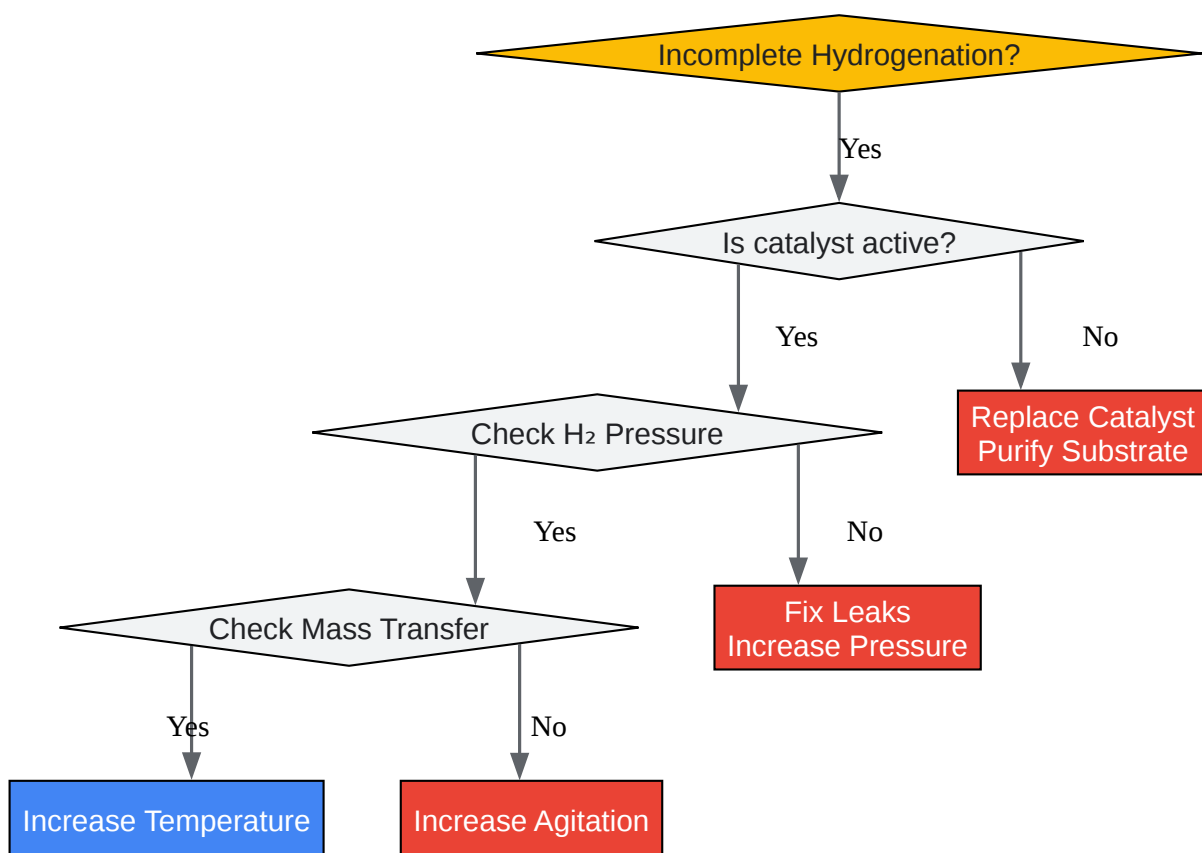 Incomplete Hydrogenation?
Yes
Is catalyst active?
Yes
No
Replace Catalyst
Purify Substrate
Check H₂ Pressure
Yes
No
Fix Leaks
Increase Pressure
Check Mass Transfer
Yes
No
Increase Temperature
Increase Agitation